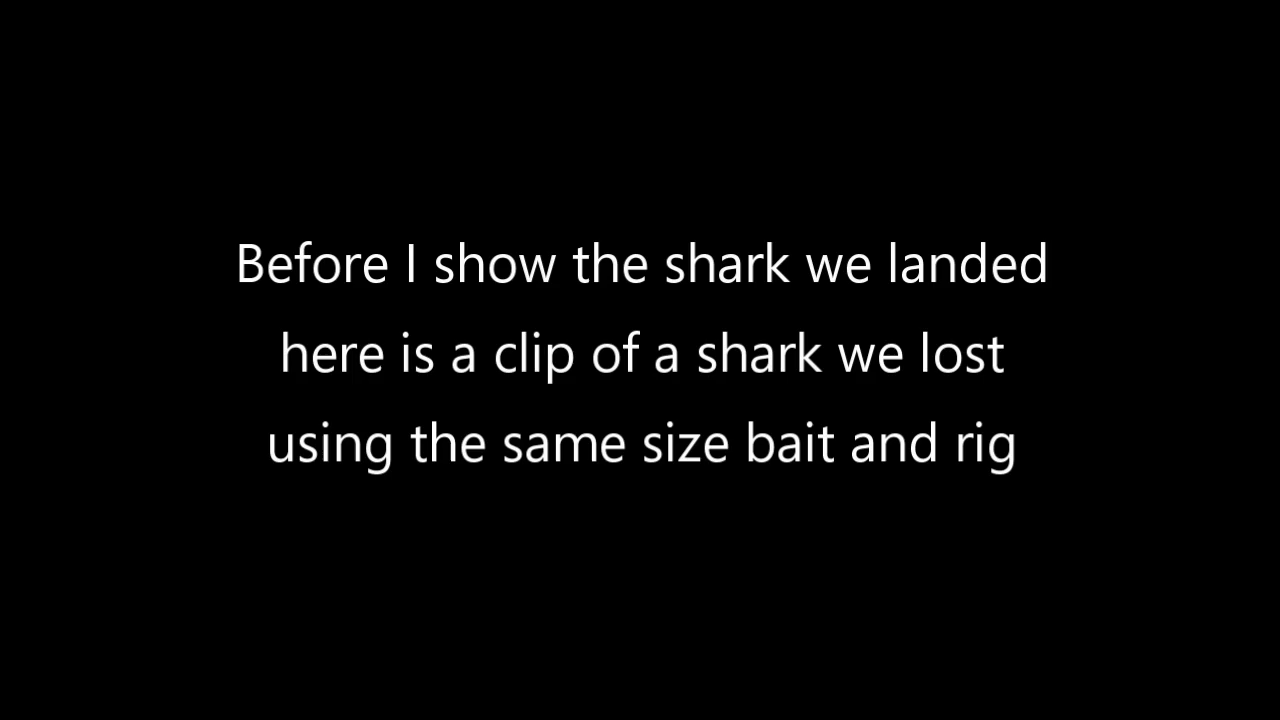 Before I show the shark we landed
here is a clip of a shark we lost
using the same size bait and rig